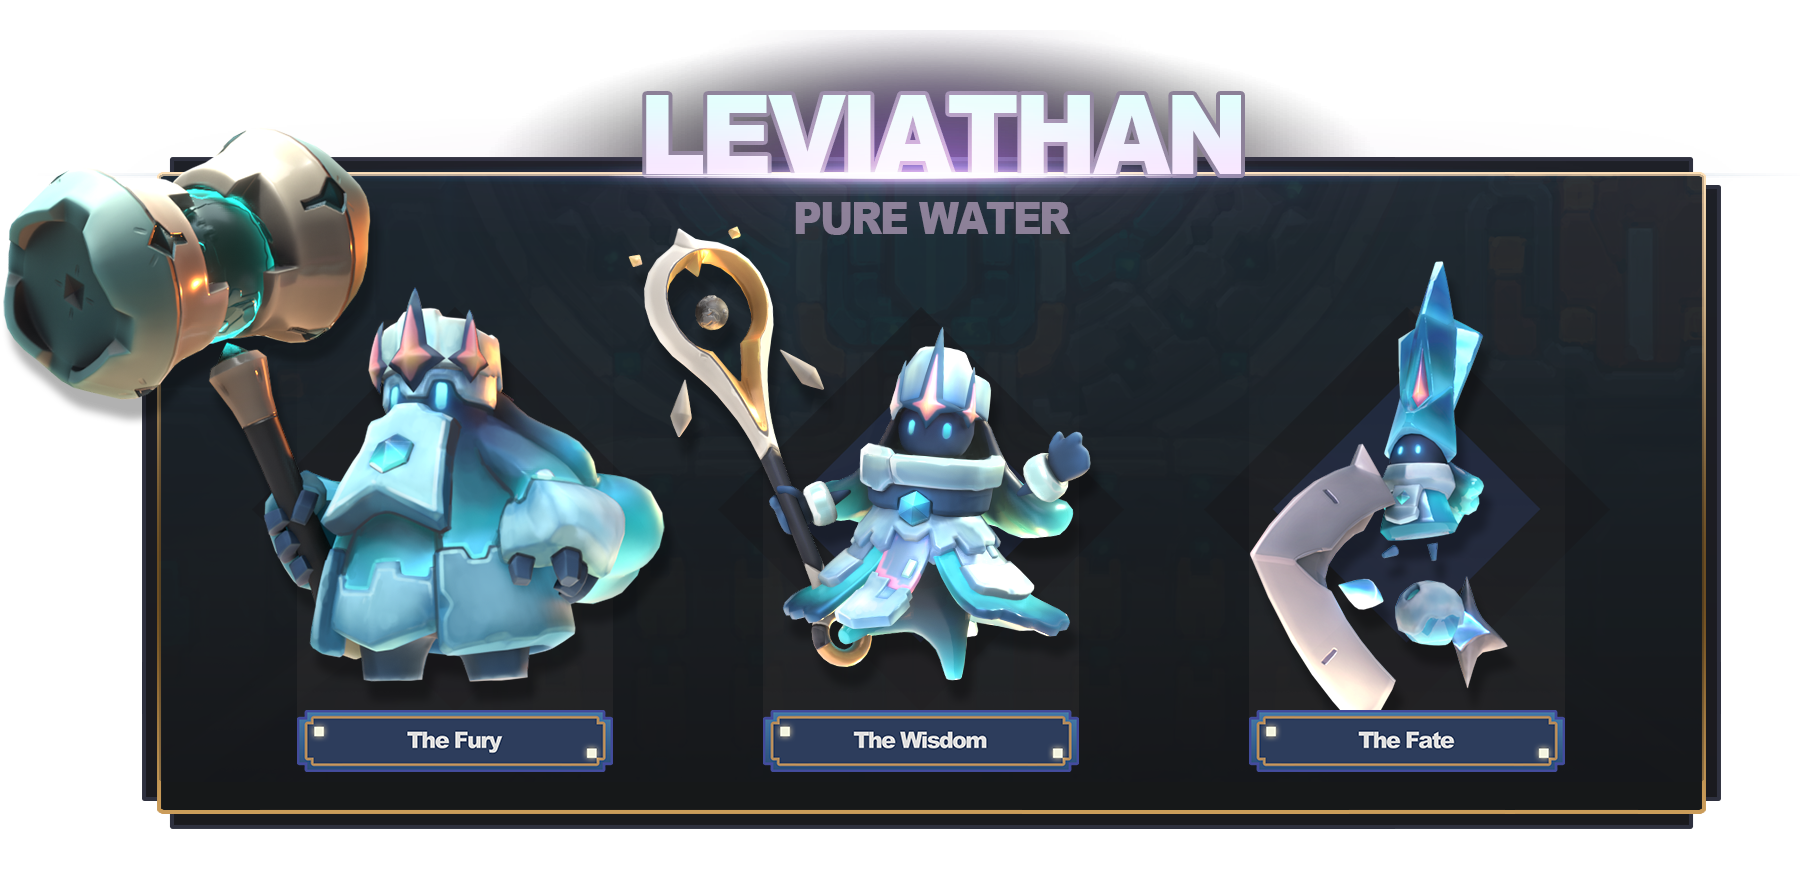 LEVIATHAN
PURE WATER
The Fury
The Wisdom
The Fate